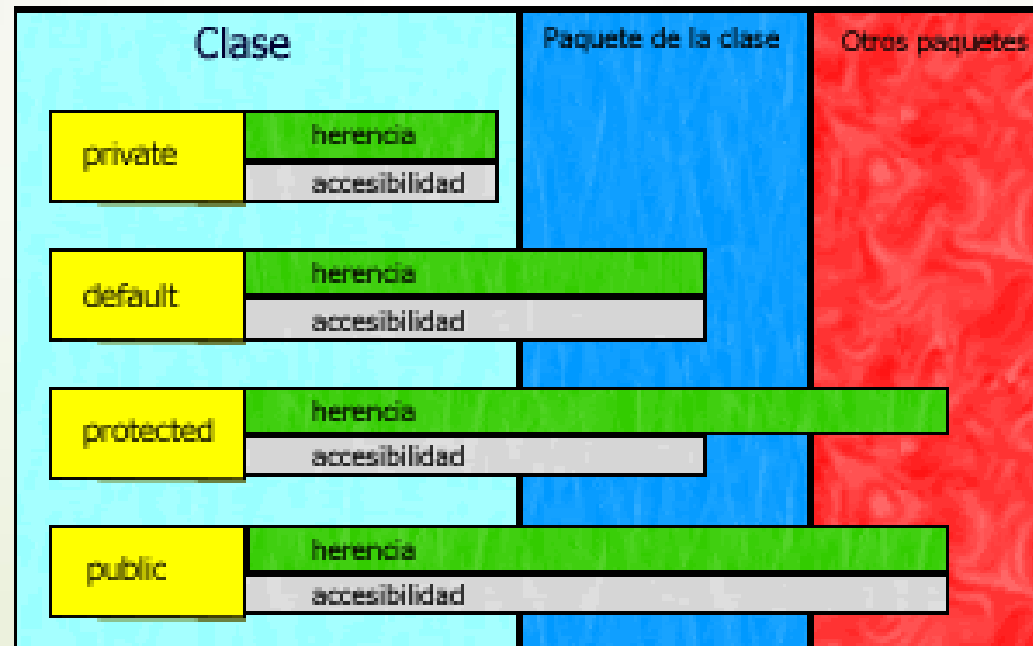 Clase
Paquete de la clase
Otros paquetes
private
herencia
accesibilidad
default
herencia
accesibilidad
protected
herencia
accesibilidad
public
herencia
accesibilidad